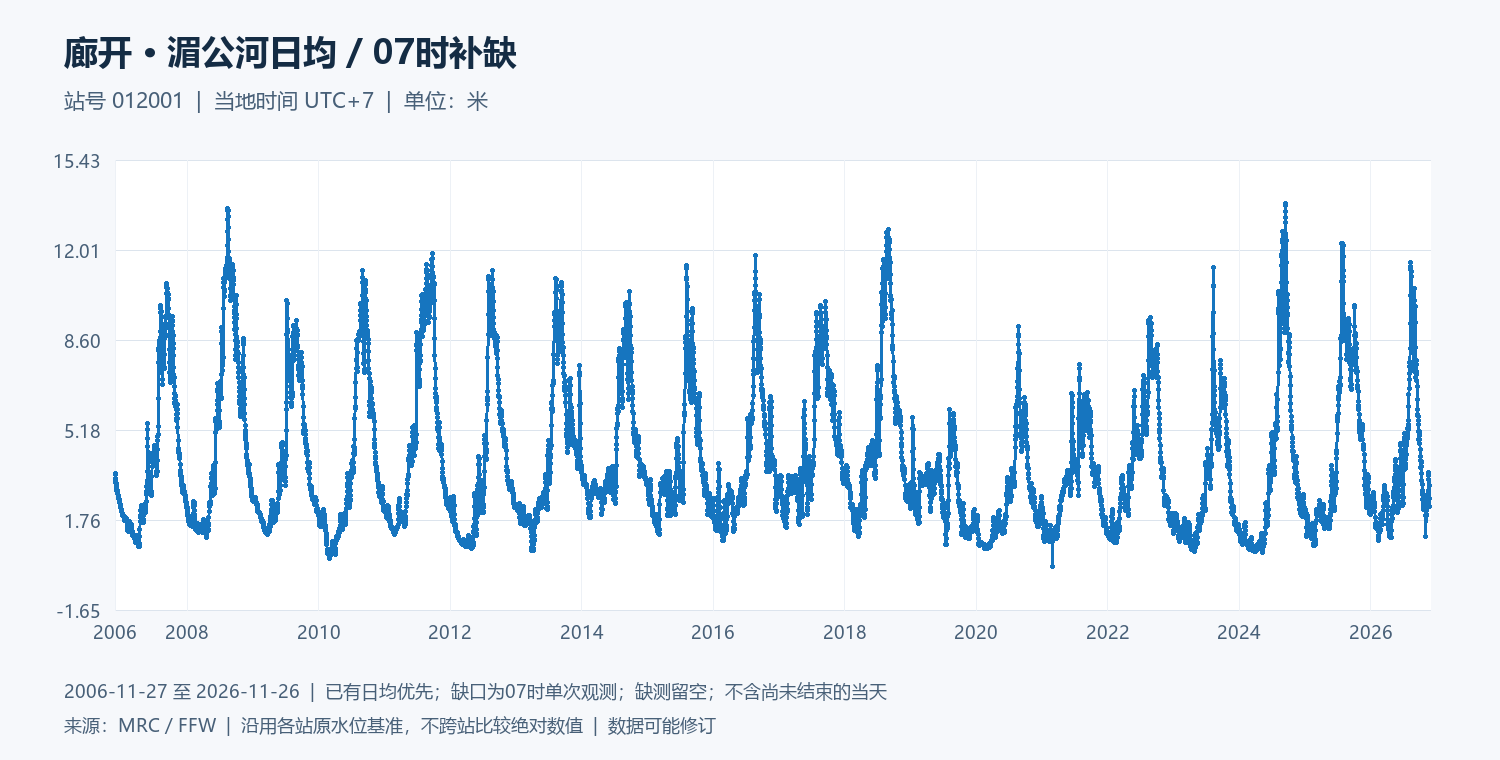 廊开・湄公河日均 / 07时补缺
站号 012001 | 当地时间 UTC+7 | 单位：米
15.43
12.01
8.60
5.18
1.76
-1.65
2006 2008 2010 2012 2014 2016 2018 2020 2022 2024 2026
2006-11-27 至 2026-11-26 | 已有日均优先；缺口为07时单次观测；缺测留空；不含尚未结束的当天
来源：MRC / FFW | 沿用各站原水位基准，不跨站比较绝对数值 | 数据可能修订